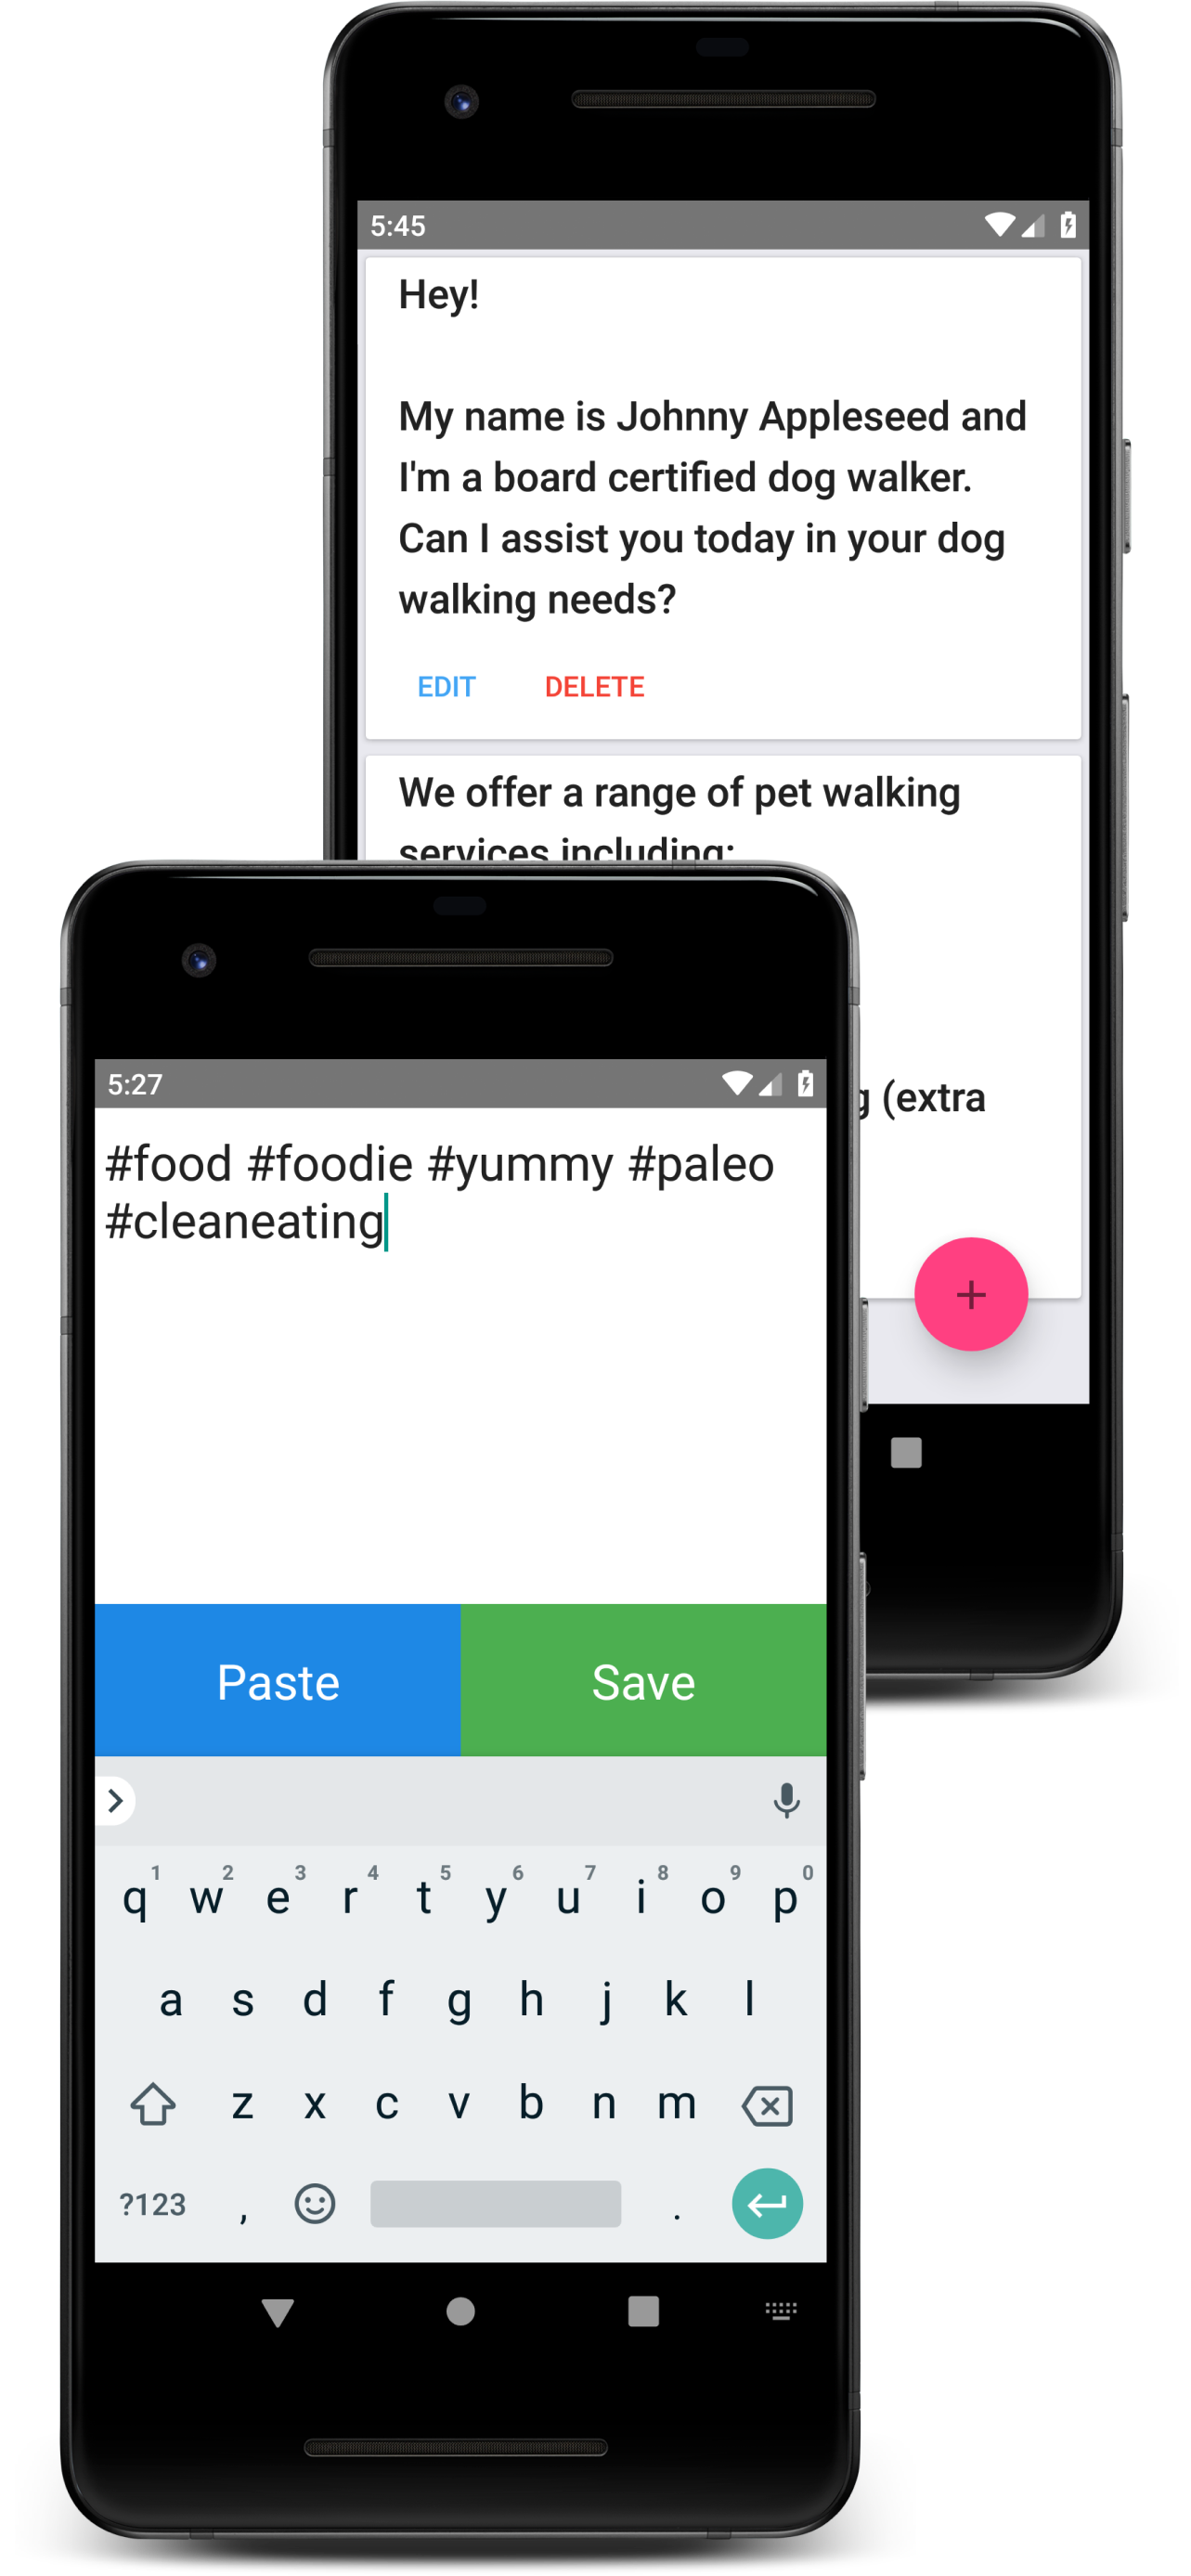 5:45
Hey!
My name is Johnny Appleseed and
I'm a board certified dog walker.
Can I assist you today in your dog
walking needs?
EDIT DELETE
We offer a range of pet walking
services including:
(extra
5:27
#food #foodie #yummy #paleo
#cleaneating
Paste Save
1 2 3 4 5 6 7 8 9 0
q w e r t y u i o p
a s d f g h j k l
z x c v b n m
?123 , .